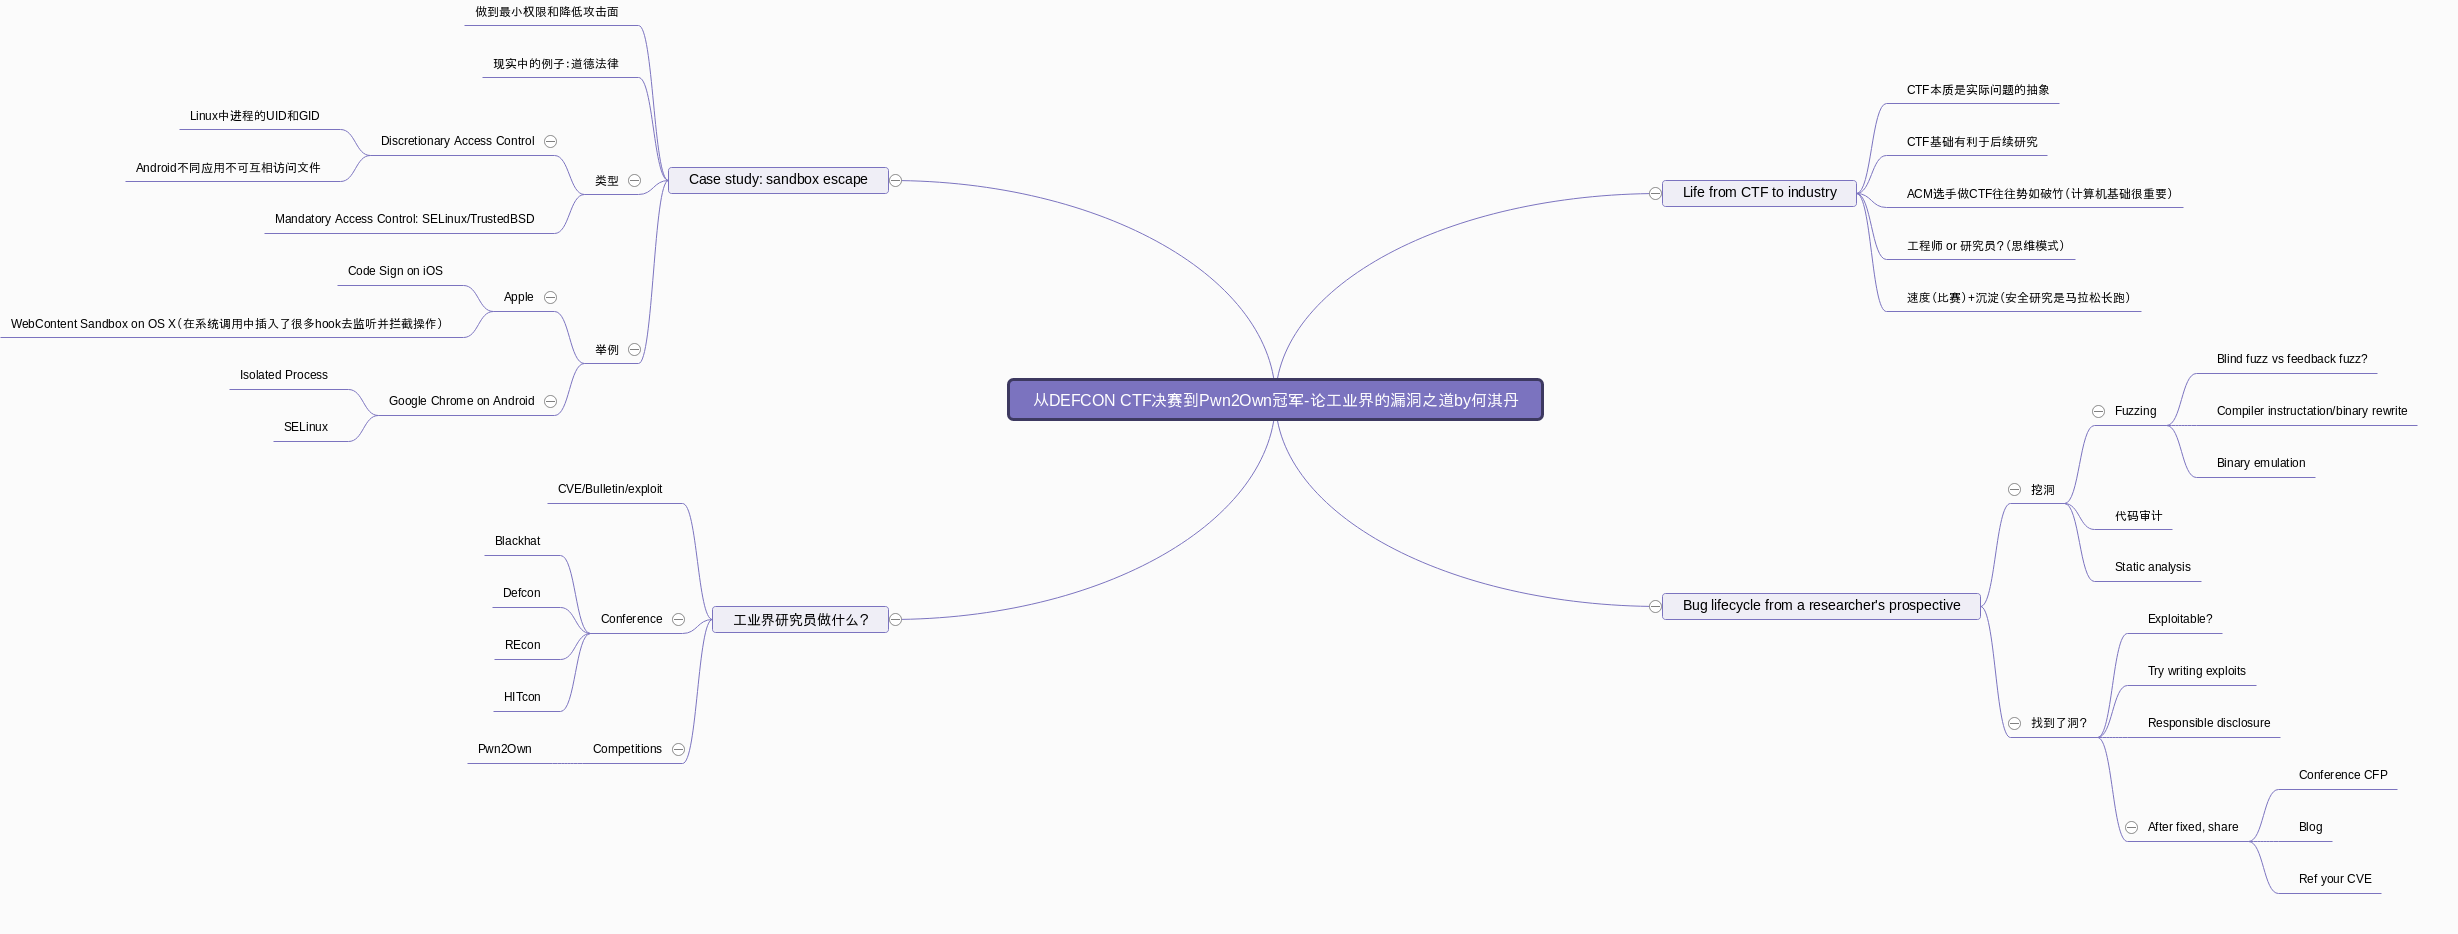 从DEFCON CTF决赛到Pwn2Own冠军-论工业界的漏洞之道by何淇丹
Life from CTF to industry
CTF本质是实际问题的抽象
CTF基础有利于后续研究
ACM选手做CTF往往势如破竹（计算机基础很重要）
工程师 or 研究员？（思维模式）
速度（比赛）+沉淀（安全研究是马拉松长跑）
Bug lifecycle from a researcher's prospective
挖洞
Fuzzing
Blind fuzz vs feedback fuzz?
Compiler instructation/binary rewrite
Binary emulation
代码审计
Static analysis
找到了洞？
Exploitable?
Try writing exploits
Responsible disclosure
After fixed, share
Conference CFP
Blog
Ref your CVE
Case study: sandbox escape
做到最小权限和降低攻击面
现实中的例子：道德法律
类型
Discretionary Access Control
Linux中进程的UID和GID
Android不同应用不可互相访问文件
Mandatory Access Control: SELinux/TrustedBSD
举例
Apple
Code Sign on iOS
WebContent Sandbox on OS X（在系统调用中插入了很多hook去监听并拦截操作）
Google Chrome on Android
Isolated Process
SELinux
工业界研究员做什么？
CVE/Bulletin/exploit
Conference
Blackhat
Defcon
REcon
HITcon
Competitions
Pwn2Own